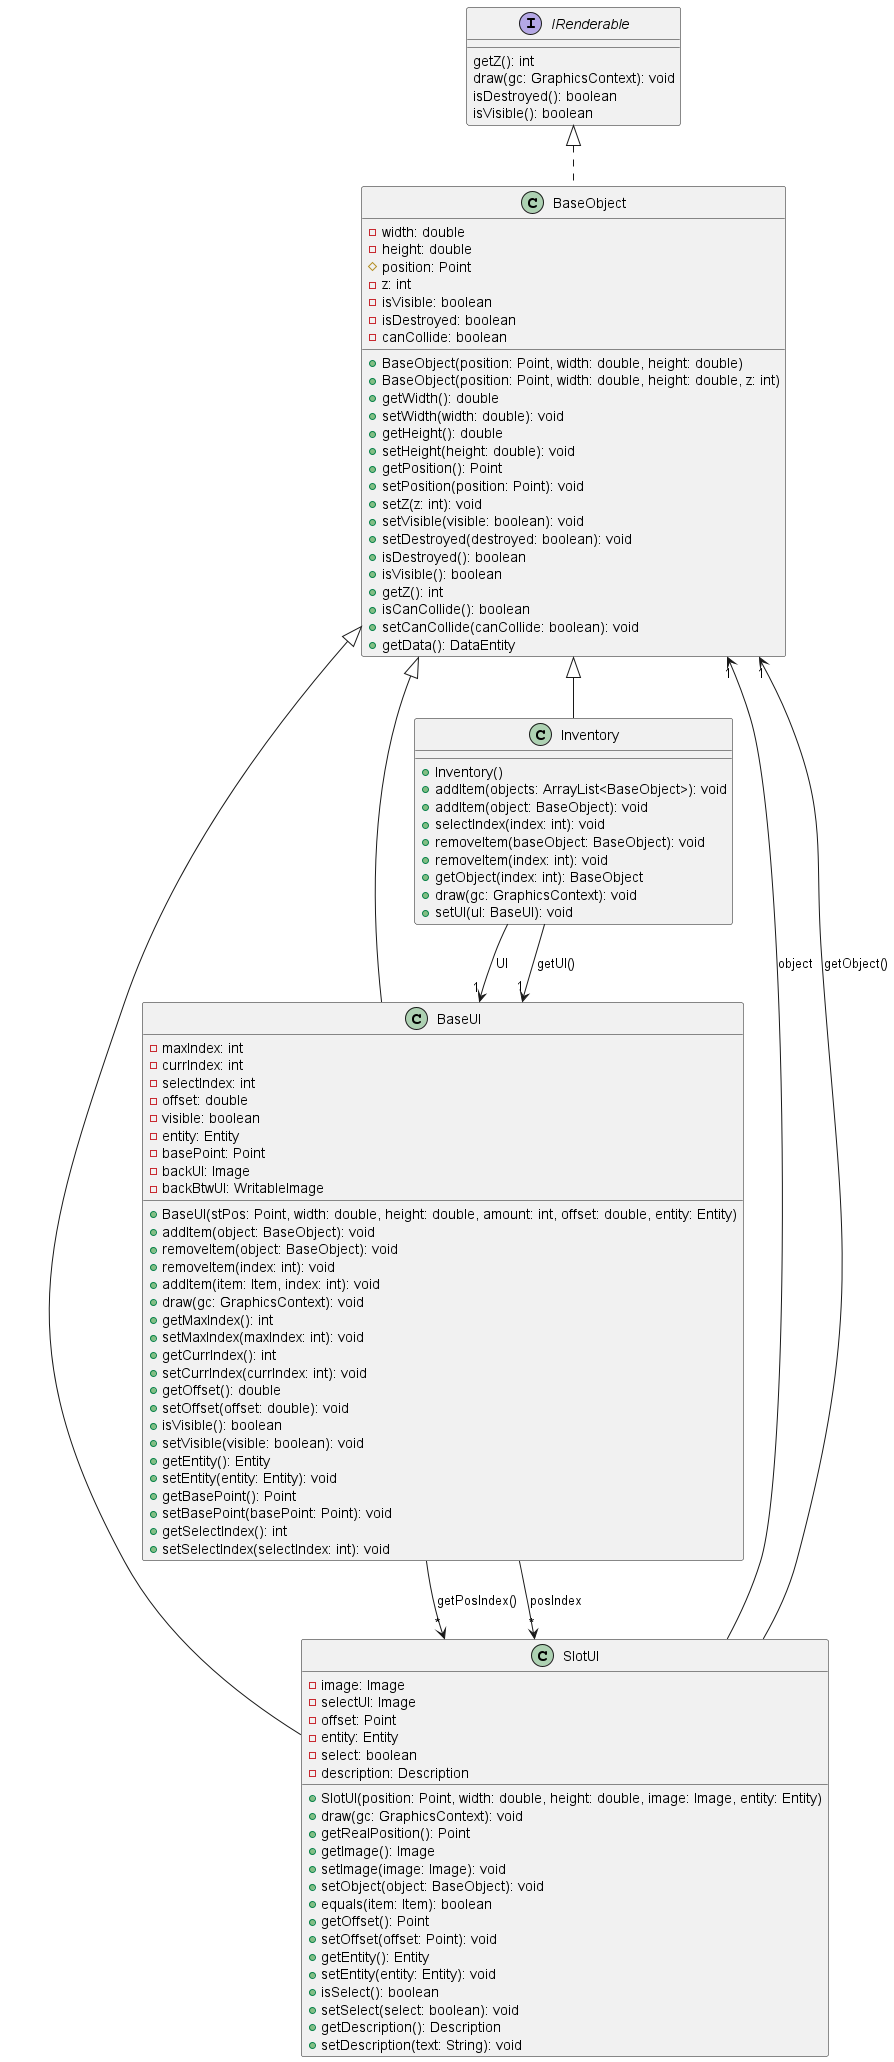 I IRenderable
getZ(): int
draw(gc: GraphicsContext): void
isDestroyed(): boolean
isVisible(): boolean
C BaseObject
width: double
height: double
position: Point
z: int
isVisible: boolean
isDestroyed: boolean
canCollide: boolean
BaseObject(position: Point, width: double, height: double)
BaseObject(position: Point, width: double, height: double, z: int)
getWidth(): double
setWidth(width: double): void
getHeight(): double
setHeight(height: double): void
getPosition(): Point
setPosition(position: Point): void
setZ(z: int): void
setVisible(visible: boolean): void
setDestroyed(destroyed: boolean): void
isDestroyed(): boolean
isVisible(): boolean
getZ(): int
isCanCollide(): boolean
setCanCollide(canCollide: boolean): void
getData(): DataEntity
1 1
C Inventory
Inventory()
addItem(objects: ArrayList<BaseObject>): void
addItem(object: BaseObject): void
selectIndex(index: int): void
removeItem(baseObject: BaseObject): void
removeItem(index: int): void
getObject(index: int): BaseObject
draw(gc: GraphicsContext): void
setUI(uI: BaseUI): void
UI getUI() object getObject()
1 1
C BaseUI
maxIndex: int
currIndex: int
selectIndex: int
offset: double
visible: boolean
entity: Entity
basePoint: Point
backUI: Image
backBtwUI: WritableImage
BaseUI(stPos: Point, width: double, height: double, amount: int, offset: double, entity: Entity)
addItem(object: BaseObject): void
removeItem(object: BaseObject): void
removeItem(index: int): void
addItem(item: Item, index: int): void
draw(gc: GraphicsContext): void
getMaxIndex(): int
setMaxIndex(maxIndex: int): void
getCurrIndex(): int
setCurrIndex(currIndex: int): void
getOffset(): double
setOffset(offset: double): void
isVisible(): boolean
setVisible(visible: boolean): void
getEntity(): Entity
setEntity(entity: Entity): void
getBasePoint(): Point
setBasePoint(basePoint: Point): void
getSelectIndex(): int
setSelectIndex(selectIndex: int): void
getPosIndex() posIndex
* *
C SlotUI
image: Image
selectUI: Image
offset: Point
entity: Entity
select: boolean
description: Description
SlotUI(position: Point, width: double, height: double, image: Image, entity: Entity)
draw(gc: GraphicsContext): void
getRealPosition(): Point
getImage(): Image
setImage(image: Image): void
setObject(object: BaseObject): void
equals(item: Item): boolean
getOffset(): Point
setOffset(offset: Point): void
getEntity(): Entity
setEntity(entity: Entity): void
isSelect(): boolean
setSelect(select: boolean): void
getDescription(): Description
setDescription(text: String): void